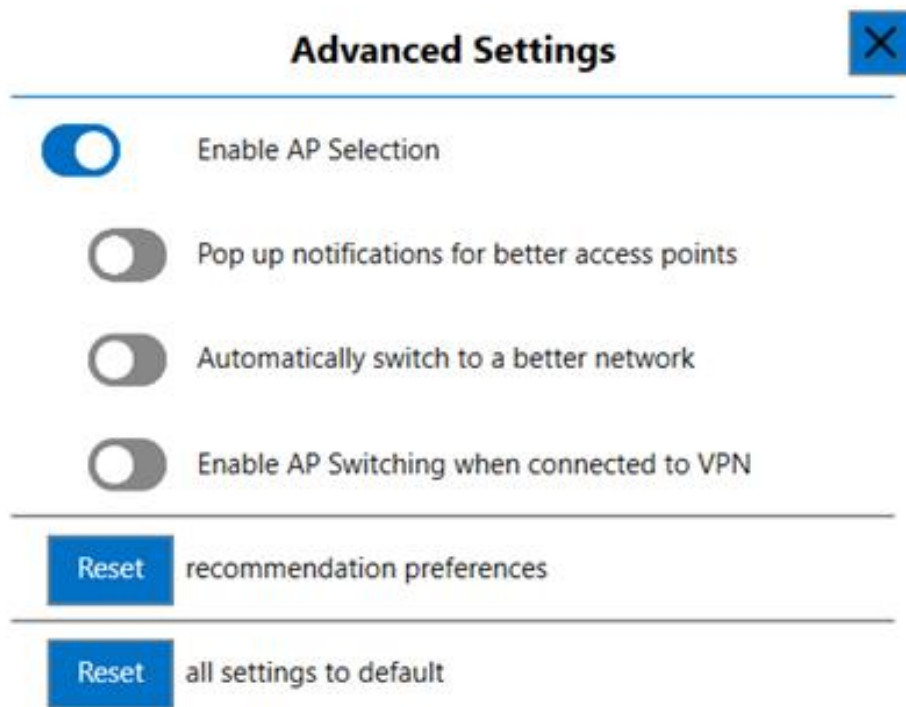 Advanced Settings
Enable AP Selection
Pop up notifications for better access points
Automatically switch to a better network
Enable AP Switching when connected to VPN
Reset recommendation preferences
Reset all settings to default